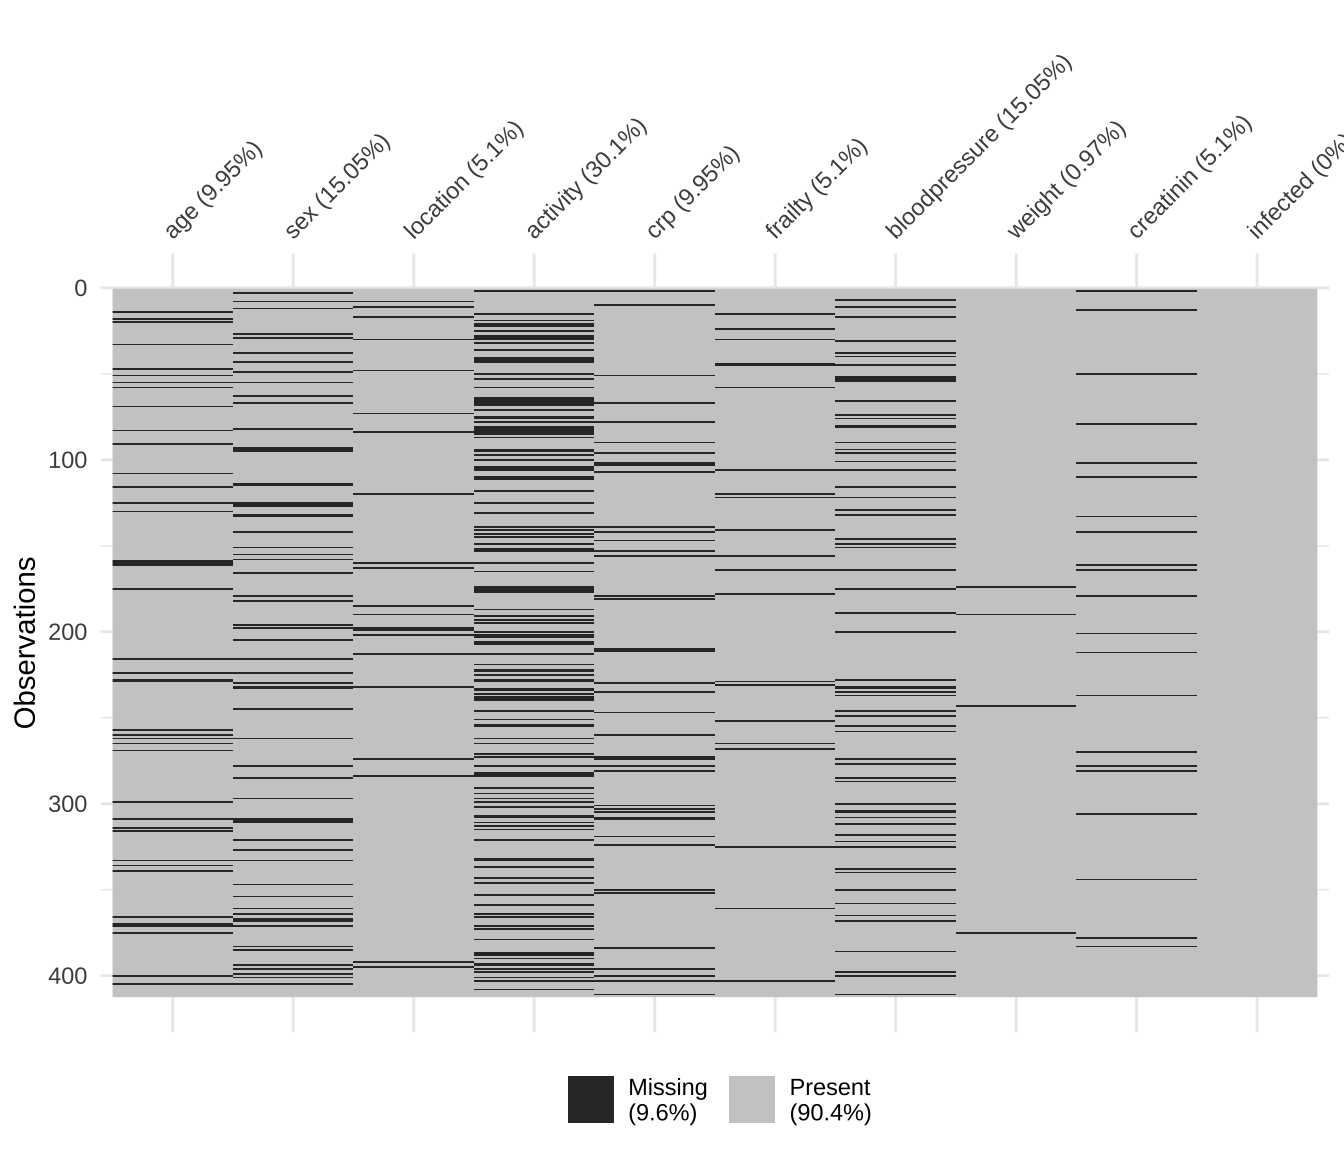 age (9.95%)
sex (15.05%)
location (5.1%)
activity (30.1%)
crp (9.95%)
frailty (5.1%)
bloodpressure (15.05%)
weight (0.97%)
creatinin (5.1%)
infected (0%
Observations
0
100
200
300
400
Missing
(9.6%)
Present
(90.4%)